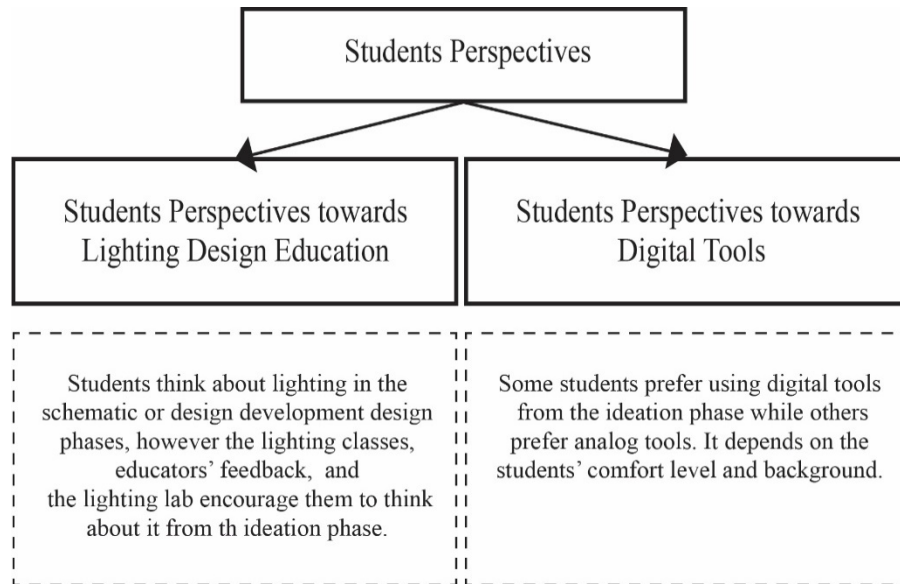 Students Perspectives
Students Perspectives towards
Lighting Design Education
Students Perspectives towards
Digital Tools
Students think about lighting in the
schematic or design development design
phases, however the lighting classes,
educators’ feedback, and
the lighting lab encourage them to think
about it from th ideation phase.
Some students prefer using digital tools
from the ideation phase while others
prefer analog tools. It depends on the
students’ comfort level and background.